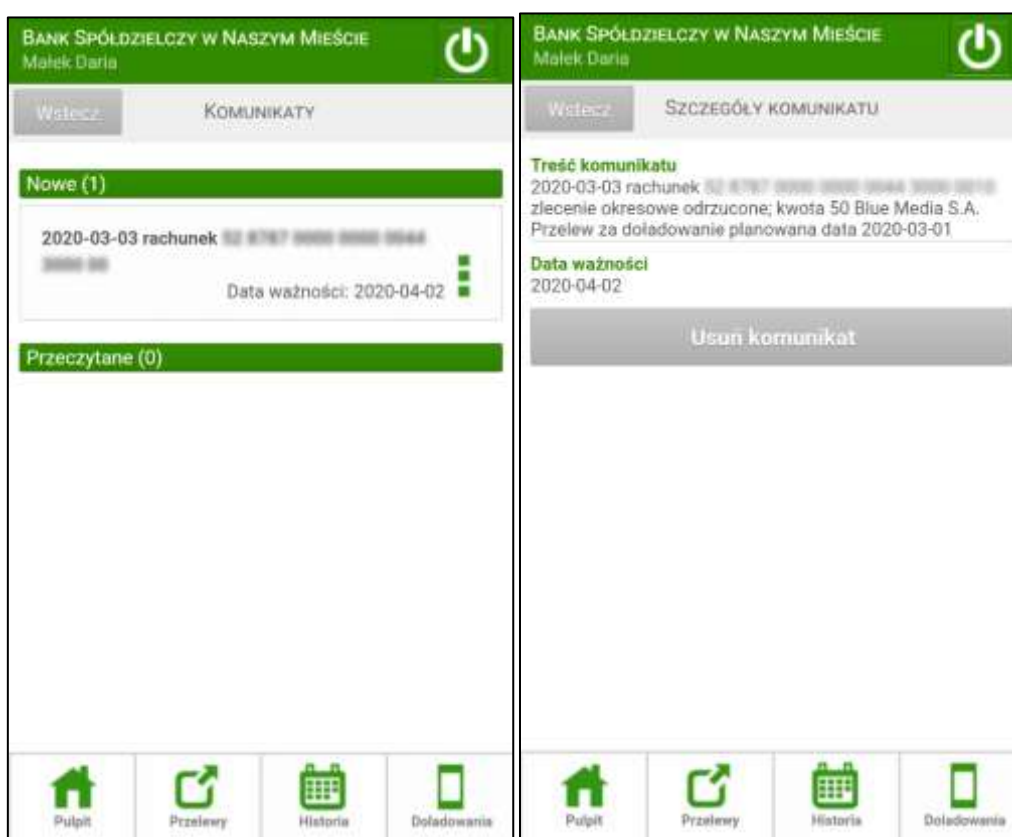 BANK SPÓŁDZIELCZY W NASZYM MIEŚCIE
Małek Daria
Wstecz
KOMUNIKATY
Nowe (1)
2020-03-03 rachunek
Data ważności: 2020-04-02
Przeczytane (0)
Pulpit
Przelewy
Historia
Doładowania
BANK SPÓŁDZIELCZY W NASZYM MIEŚCIE
Małek Daria
Wstecz
SZCZEGÓŁY KOMUNIKATU
Treść komunikatu
2020-03-03 rachunek
zlecenie okresowe odrzucone; kwota 50 Blue Media S.A.
Przelew za doładowanie planowana data 2020-03-01
Data ważności
2020-04-02
Usuń komunikat
Pulpit
Przelewy
Historia
Doładowania